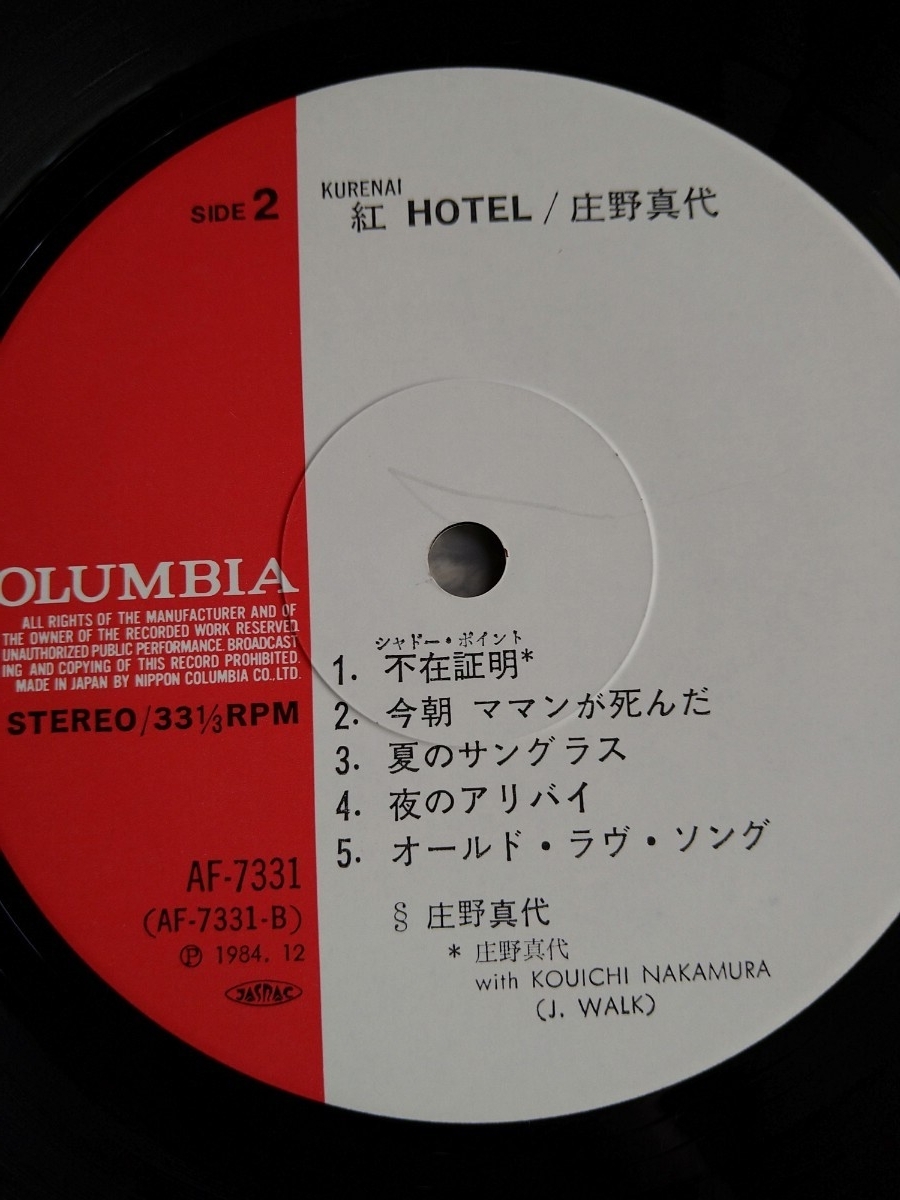 SIDE 2
KURENAI
紅 HOTEL / 庄野真代
OLUMBIA
ALL RIGHTS OF THE MANUFACTURER AND OF
THE OWNER OF THE RECORDED WORK RESERVED.
UNAUTHORIZED PUBLIC PERFORMANCE BROADCAST
ING AND COPYING OF THIS RECORD PROHIBITED.
MADE IN JAPAN BY NIPPON COLUMBIA CO.,LTD.
STEREO/33⅓RPM
シャドー・ポイント
1. 不在証明*
2. 今朝 ママンが死んだ
3. 夏のサングラス
4. 夜のアリバイ
5. オールド・ラヴ・ソング
AF-7331
(AF-7331-B)
Ⓟ 1984. 12
JASRAC
§ 庄野真代
* 庄野真代
with KOUICHI NAKAMURA
(J. WALK)